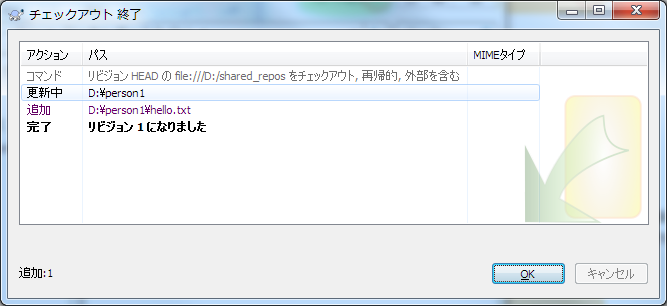 チェックアウト 終了
アクション パス MIMEタイプ
コマンド リビジョン HEAD の file:///D:/shared_repos をチェックアウト, 再帰的, 外部を含む
更新中 D:¥person1
追加 D:¥person1¥hello.txt
完了 リビジョン 1 になりました
追加:1 OK キャンセル